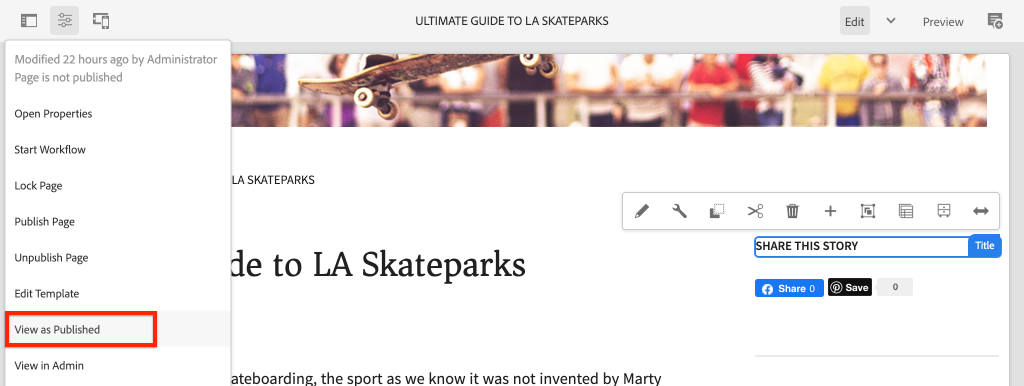 ULTIMATE GUIDE TO LA SKATEPARKS
Edit
Preview
Modified 22 hours ago by Administrator
Page is not published
Open Properties
Start Workflow
Lock Page
Publish Page
Unpublish Page
Edit Template
View as Published
View in Admin
LA SKATEPARKS
de to LA Skateparks
ateboarding, the sport as we know it was not invented by Marty
SHARE THIS STORY
Title
Share 0
Save
0